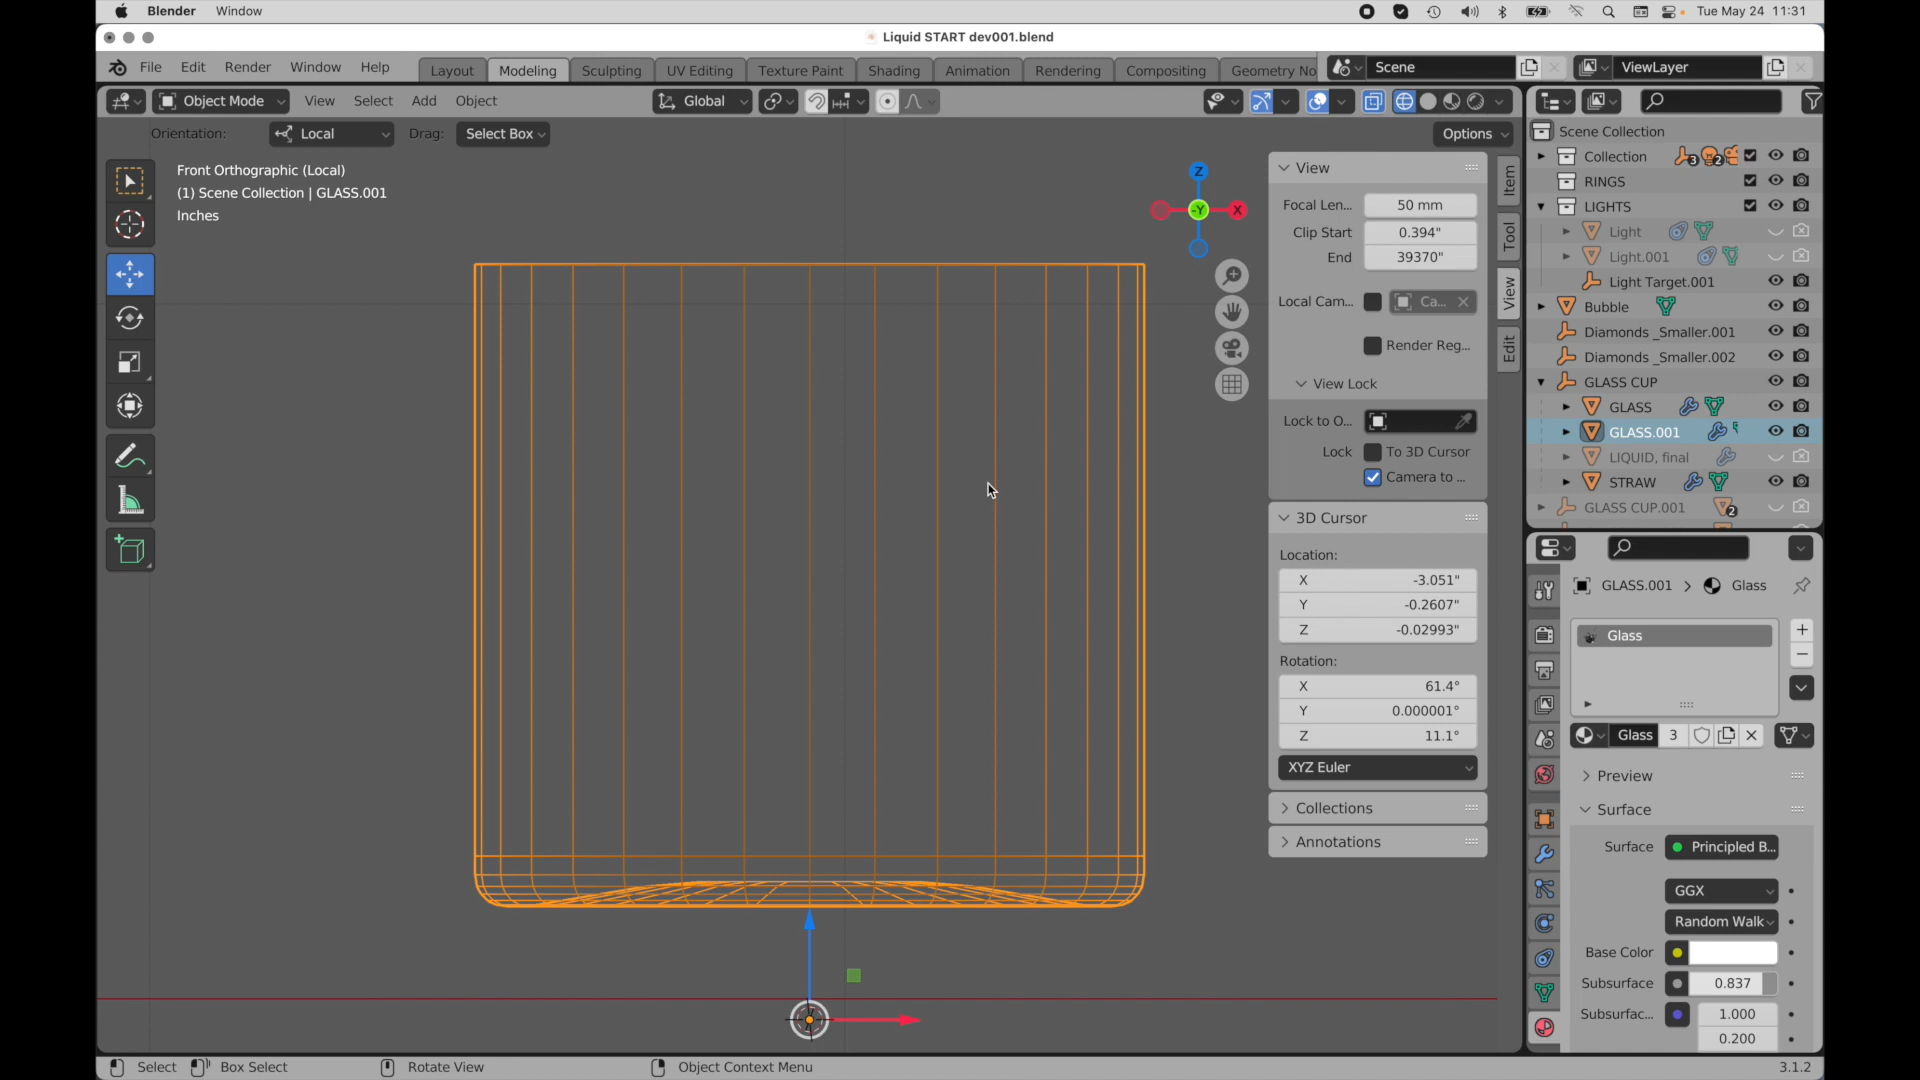 Blender Window
Tue May 24 11:31
Liquid START dev001.blend
File Edit Render Window Help
Layout Modeling Sculpting UV Editing Texture Paint Shading Animation Rendering Compositing Geometry No
Scene
ViewLayer
Object Mode View Select Add Object
Global
Orientation: Local Drag: Select Box
Options
Front Orthographic (Local)
(1) Scene Collection | GLASS.001
Inches
Z
-Y
X
View
Focal Len... 50 mm
Clip Start 0.394"
End 39370"
Local Cam... Ca...
Render Reg...
View Lock
Lock to O...
Lock To 3D Cursor
Camera to ...
3D Cursor
Location:
X -3.051"
Y -0.2607"
Z -0.02993"
Rotation:
X 61.4°
Y 0.000001°
Z 11.1°
XYZ Euler
Collections
Annotations
Item
Tool
View
Edit
Scene Collection
Collection 3 2
RINGS
LIGHTS
Light
Light.001
Light Target.001
Bubble
Diamonds _Smaller.001
Diamonds _Smaller.002
GLASS CUP
GLASS
GLASS.001
LIQUID, final
STRAW
GLASS CUP.001 2
GLASS.001 > Glass
Glass
Glass 3
Preview
Surface
Surface Principled B...
GGX
Random Walk
Base Color
Subsurface 0.837
Subsurfac... 1.000
0.200
Select Box Select Rotate View Object Context Menu
3.1.2